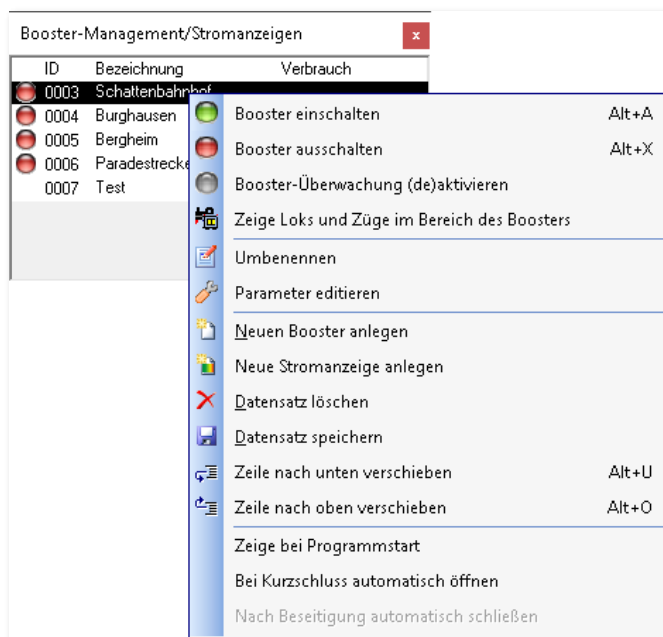 Booster-Management/Stromanzeigen
x
ID Bezeichnung Verbrauch
0003 Schattenbahnhof
0004 Burghausen
0005 Bergheim
0006 Paradestrecke
0007 Test
Booster einschalten Alt+A
Booster ausschalten Alt+X
Booster-Überwachung (de)aktivieren
Zeige Loks und Züge im Bereich des Boosters
Umbenennen
Parameter editieren
Neuen Booster anlegen
Neue Stromanzeige anlegen
Datensatz löschen
Datensatz speichern
Zeile nach unten verschieben Alt+U
Zeile nach oben verschieben Alt+O
Zeige bei Programmstart
Bei Kurzschluss automatisch öffnen
Nach Beseitigung automatisch schließen